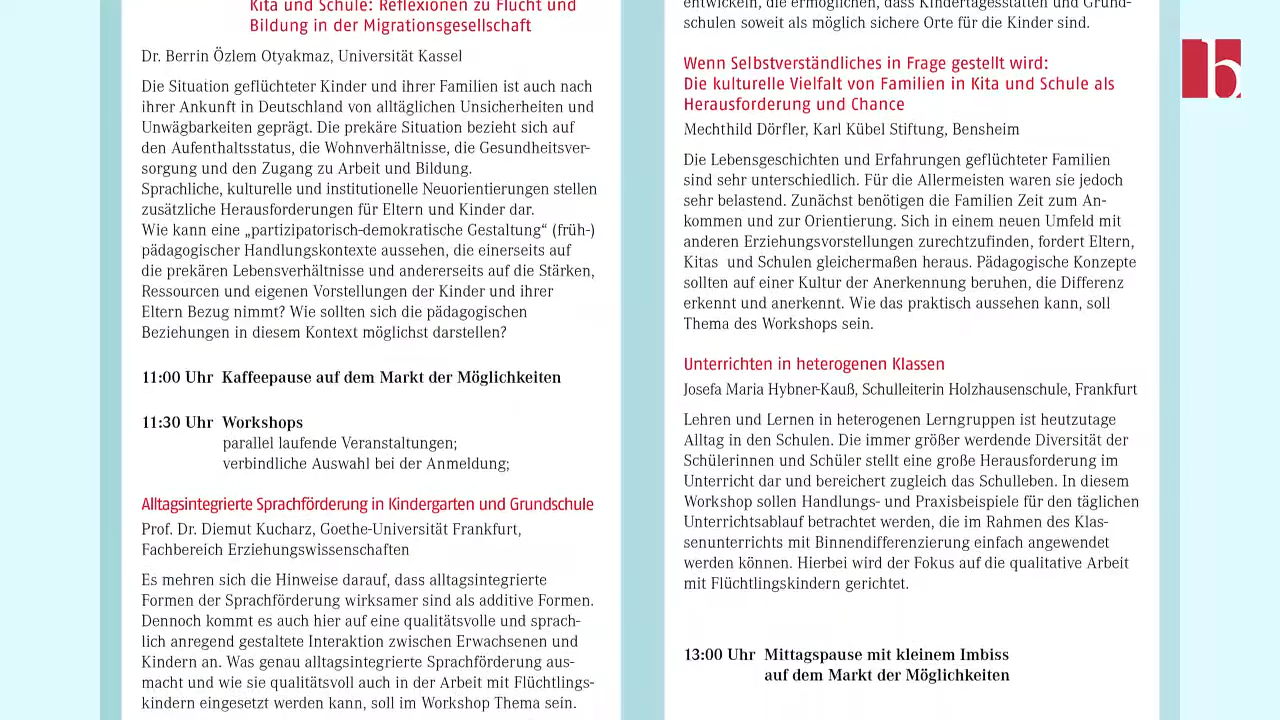 Kita und Schule: Reflexionen zu Flucht und
Bildung in der Migrationsgesellschaft
Dr. Berrin Özlem Otyakmaz, Universität Kassel
Die Situation geflüchteter Kinder und ihrer Familien ist auch nach
ihrer Ankunft in Deutschland von alltäglichen Unsicherheiten und
Unwägbarkeiten geprägt. Die prekäre Situation bezieht sich auf
den Aufenthaltsstatus, die Wohnverhältnisse, die Gesundheitsver-
sorgung und den Zugang zu Arbeit und Bildung.
Sprachliche, kulturelle und institutionelle Neuorientierungen stellen
zusätzliche Herausforderungen für Eltern und Kinder dar.
Wie kann eine „partizipatorisch-demokratische Gestaltung“ (früh-)
pädagogischer Handlungskontexte aussehen, die einerseits auf
die prekären Lebensverhältnisse und andererseits auf die Stärken,
Ressourcen und eigenen Vorstellungen der Kinder und ihrer
Eltern Bezug nimmt? Wie sollten sich die pädagogischen
Beziehungen in diesem Kontext möglichst darstellen?
11:00 Uhr Kaffeepause auf dem Markt der Möglichkeiten
11:30 Uhr Workshops
parallel laufende Veranstaltungen;
verbindliche Auswahl bei der Anmeldung;
Alltagsintegrierte Sprachförderung in Kindergarten und Grundschule
Prof. Dr. Diemut Kucharz, Goethe-Universität Frankfurt,
Fachbereich Erziehungswissenschaften
Es mehren sich die Hinweise darauf, dass alltagsintegrierte
Formen der Sprachförderung wirksamer sind als additive Formen.
Dennoch kommt es auch hier auf eine qualitätsvolle und sprach-
lich anregend gestaltete Interaktion zwischen Erwachsenen und
Kindern an. Was genau alltagsintegrierte Sprachförderung aus-
macht und wie sie qualitätsvoll auch in der Arbeit mit Flüchtlings-
kindern eingesetzt werden kann, soll im Workshop Thema sein.
entwickeln, die ermöglichen, dass Kindertagesstätten und Grund-
schulen soweit als möglich sichere Orte für die Kinder sind.
Wenn Selbstverständliches in Frage gestellt wird:
Die kulturelle Vielfalt von Familien in Kita und Schule als
Herausforderung und Chance
Mechthild Dörfler, Karl Kübel Stiftung, Bensheim
Die Lebensgeschichten und Erfahrungen geflüchteter Familien
sind sehr unterschiedlich. Für die Allermeisten waren sie jedoch
sehr belastend. Zunächst benötigen die Familien Zeit zum An-
kommen und zur Orientierung. Sich in einem neuen Umfeld mit
anderen Erziehungsvorstellungen zurechtzufinden, fordert Eltern,
Kitas und Schulen gleichermaßen heraus. Pädagogische Konzepte
sollten auf einer Kultur der Anerkennung beruhen, die Differenz
erkennt und anerkennt. Wie das praktisch aussehen kann, soll
Thema des Workshops sein.
Unterrichten in heterogenen Klassen
Josefa Maria Hybner-Kauß, Schulleiterin Holzhausenschule, Frankfurt
Lehren und Lernen in heterogenen Lerngruppen ist heutzutage
Alltag in den Schulen. Die immer größer werdende Diversität der
Schülerinnen und Schüler stellt eine große Herausforderung im
Unterricht dar und bereichert zugleich das Schulleben. In diesem
Workshop sollen Handlungs- und Praxisbeispiele für den täglichen
Unterrichtsablauf betrachtet werden, die im Rahmen des Klas-
senunterrichts mit Binnendifferenzierung einfach angewendet
werden können. Hierbei wird der Fokus auf die qualitative Arbeit
mit Flüchtlingskindern gerichtet.
13:00 Uhr Mittagspause mit kleinem Imbiss
auf dem Markt der Möglichkeiten
b